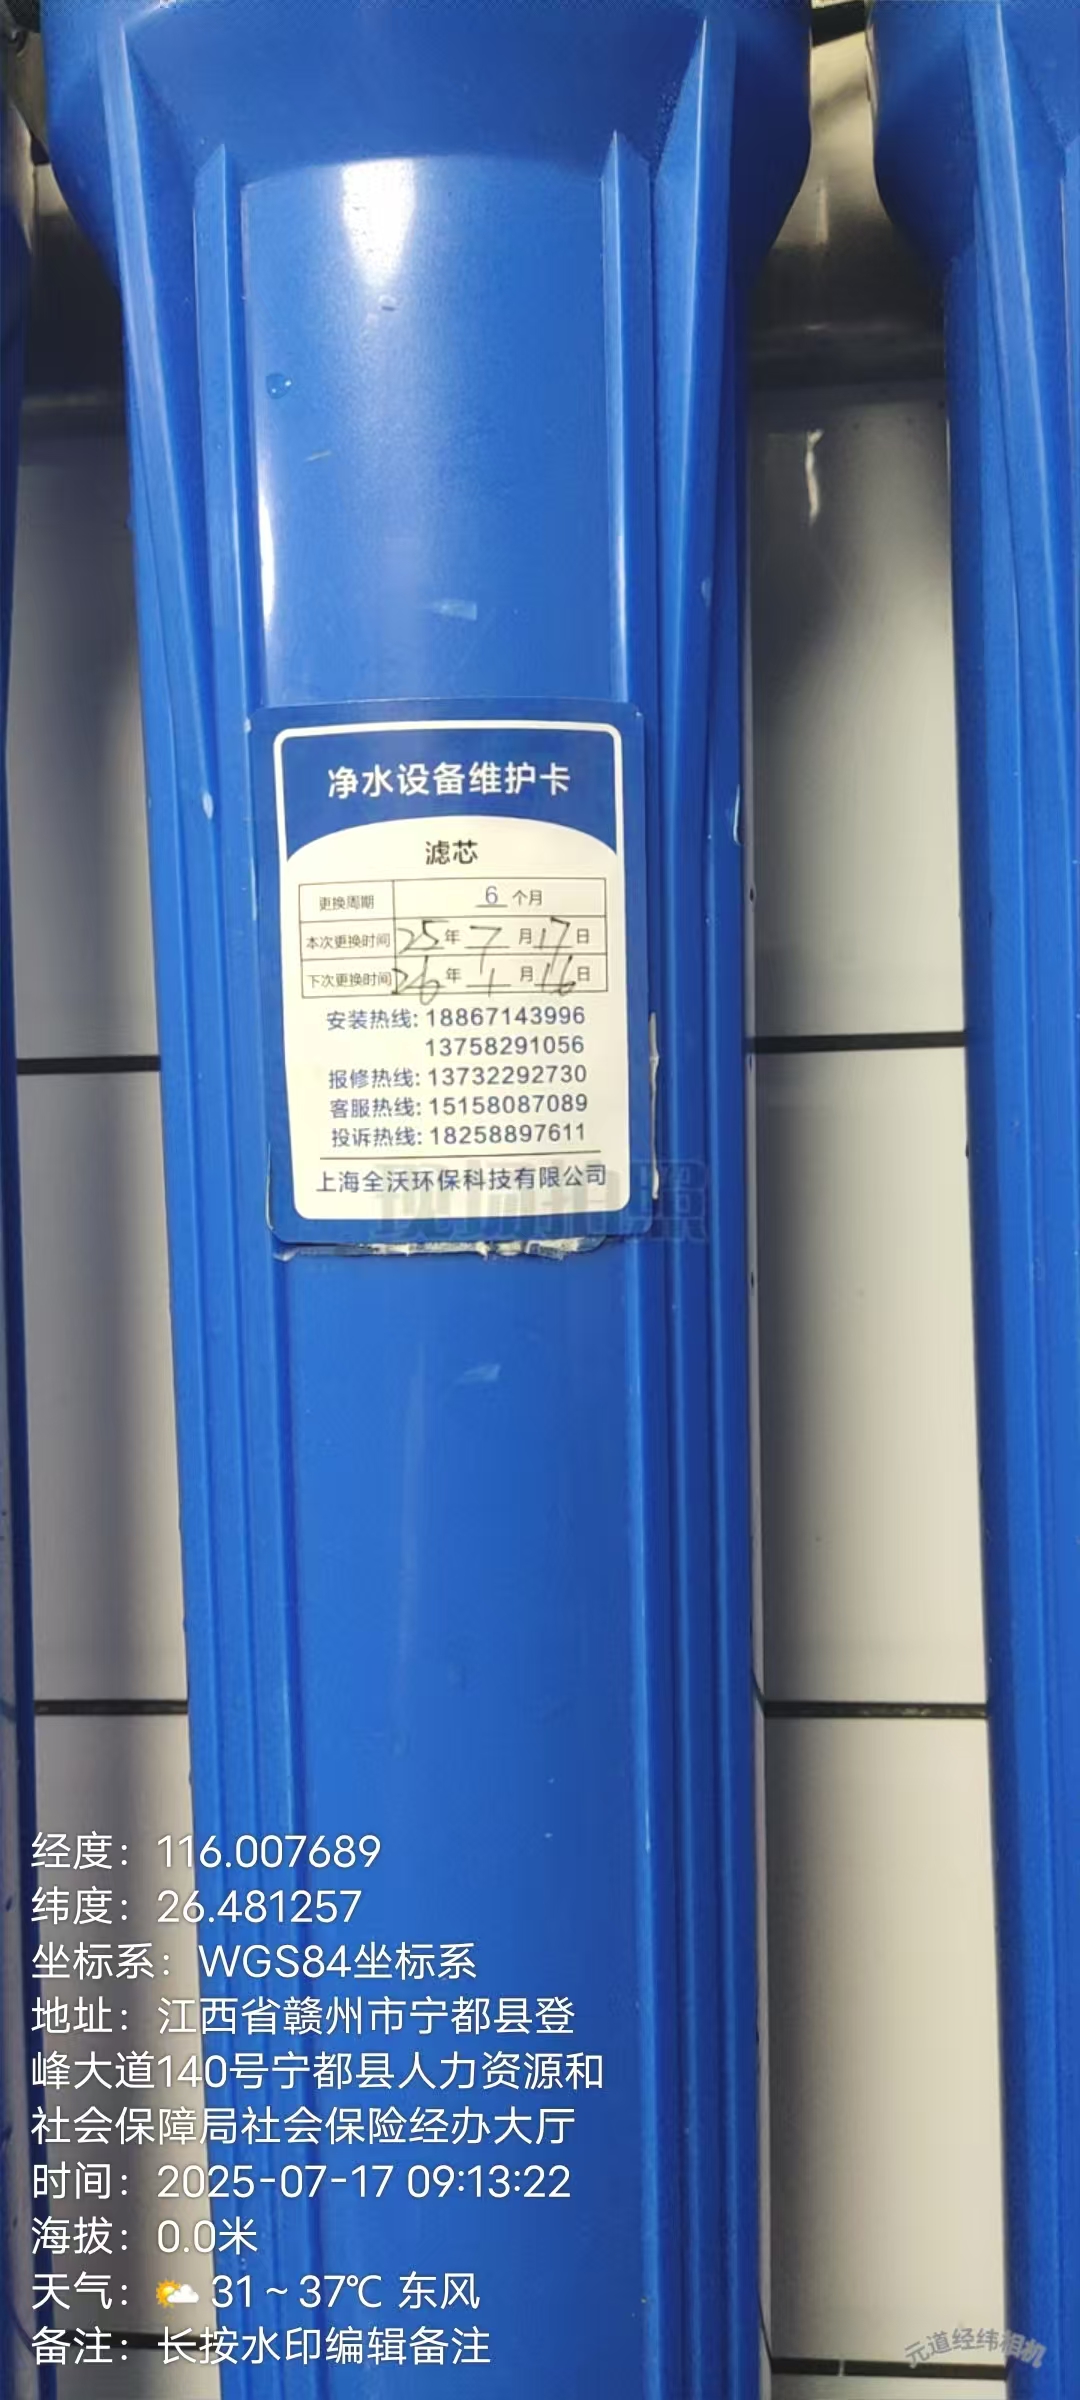 净水设备维护卡
滤芯
更换周期 6 个月
本次更换时间 25 年 7 月 17 日
下次更换时间 26 年 1 月 16 日
安装热线: 18867143996
13758291056
报修热线: 13732292730
客服热线: 15158087089
投诉热线: 18258897611
上海全沃环保科技有限公司
现场拍照
经度：116.007689
纬度：26.481257
坐标系：WGS84坐标系
地址：江西省赣州市宁都县登
峰大道140号宁都县人力资源和
社会保障局社会保险经办大厅
时间：2025-07-17 09:13:22
海拔：0.0米
天气：31~37℃ 东风
备注：长按水印编辑备注
元道经纬相机